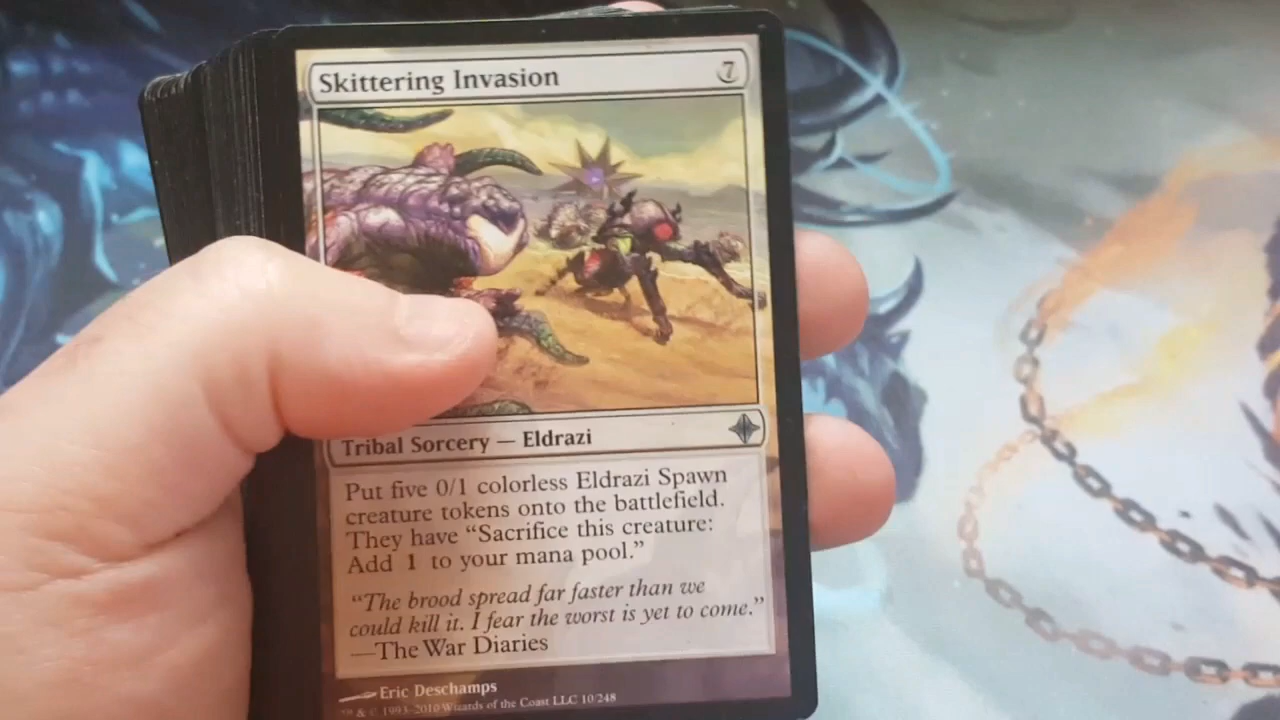 Skittering Invasion 7
Tribal Sorcery — Eldrazi
Put five 0/1 colorless Eldrazi Spawn
creature tokens onto the battlefield.
They have “Sacrifice this creature:
Add 1 to your mana pool.”
“The brood spread far faster than we
could kill it. I fear the worst is yet to come.”
—The War Diaries
Eric Deschamps
™ & © 1993–2010 Wizards of the Coast LLC 10/248